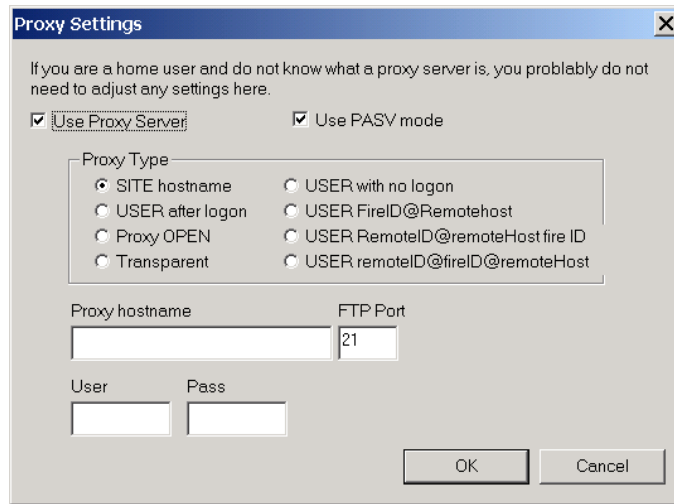 Proxy Settings
If you are a home user and do not know what a proxy server is, you problably do not
need to adjust any settings here.
Use Proxy Server
Use PASV mode
Proxy Type
SITE hostname
USER with no logon
USER after logon
USER FireID@Remotehost
Proxy OPEN
USER RemoteID@remoteHost fire ID
Transparent
USER remoteID@fireID@remoteHost
Proxy hostname
FTP Port
21
User
Pass
OK
Cancel